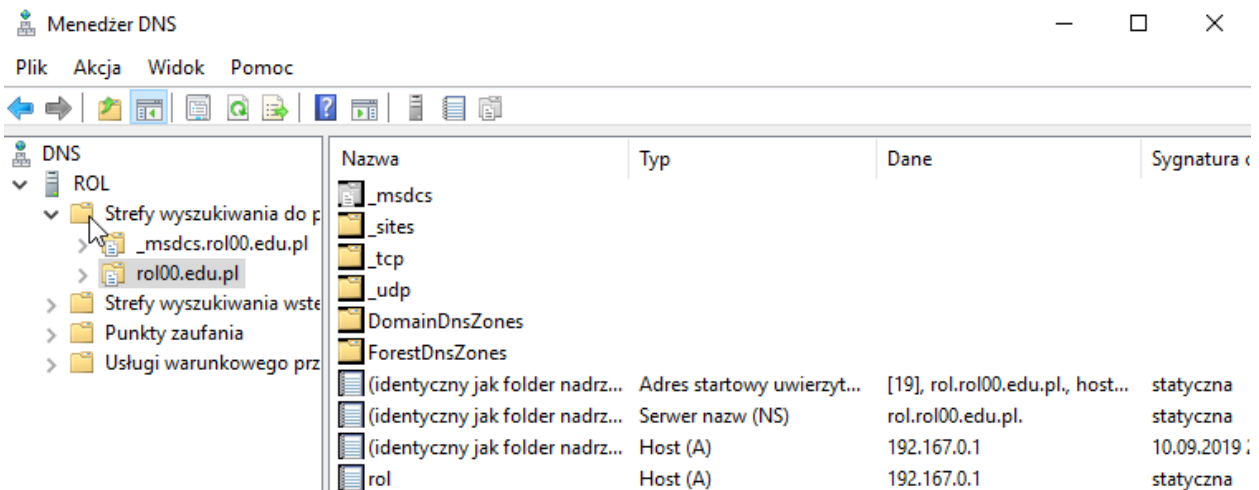 Menedżer DNS
Plik Akcja Widok Pomoc
DNS
ROL
Strefy wyszukiwania do p
_msdcs.rol00.edu.pl
rol00.edu.pl
Strefy wyszukiwania wste
Punkty zaufania
Usługi warunkowego prz
Nazwa Typ Dane Sygnatura
_msdcs
_sites
_tcp
_udp
DomainDnsZones
ForestDnsZones
(identyczny jak folder nadrz... Adres startowy uwierzyt... [19], rol.rol00.edu.pl., host... statyczna
(identyczny jak folder nadrz... Serwer nazw (NS) rol.rol00.edu.pl. statyczna
(identyczny jak folder nadrz... Host (A) 192.167.0.1 10.09.2019
rol Host (A) 192.167.0.1 statyczna